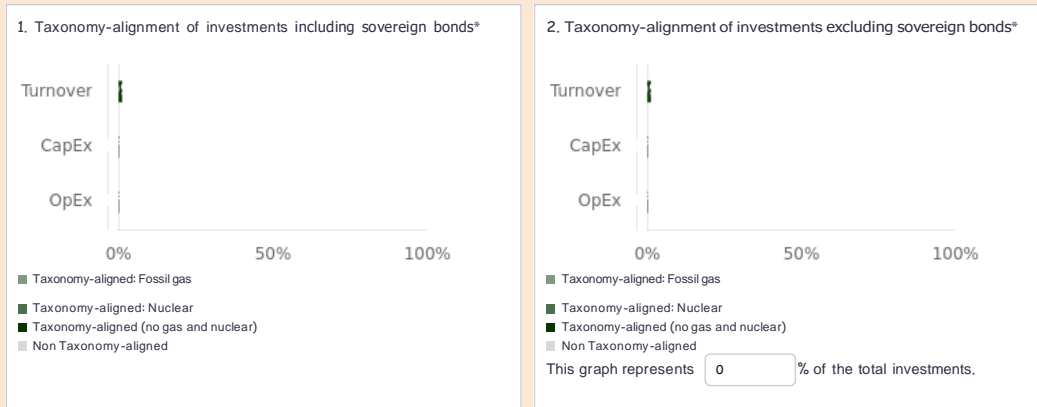 1. Taxonomy-alignment of investments including sovereign bonds*
Turnover
CapEx
OpEx
0% 50% 100%
Taxonomy-aligned: Fossil gas
Taxonomy-aligned: Nuclear
Taxonomy-aligned (no gas and nuclear)
Non Taxonomy-aligned
2. Taxonomy-alignment of investments excluding sovereign bonds*
Turnover
CapEx
OpEx
0% 50% 100%
Taxonomy-aligned: Fossil gas
Taxonomy-aligned: Nuclear
Taxonomy-aligned (no gas and nuclear)
Non Taxonomy-aligned
This graph represents 0 % of the total investments.